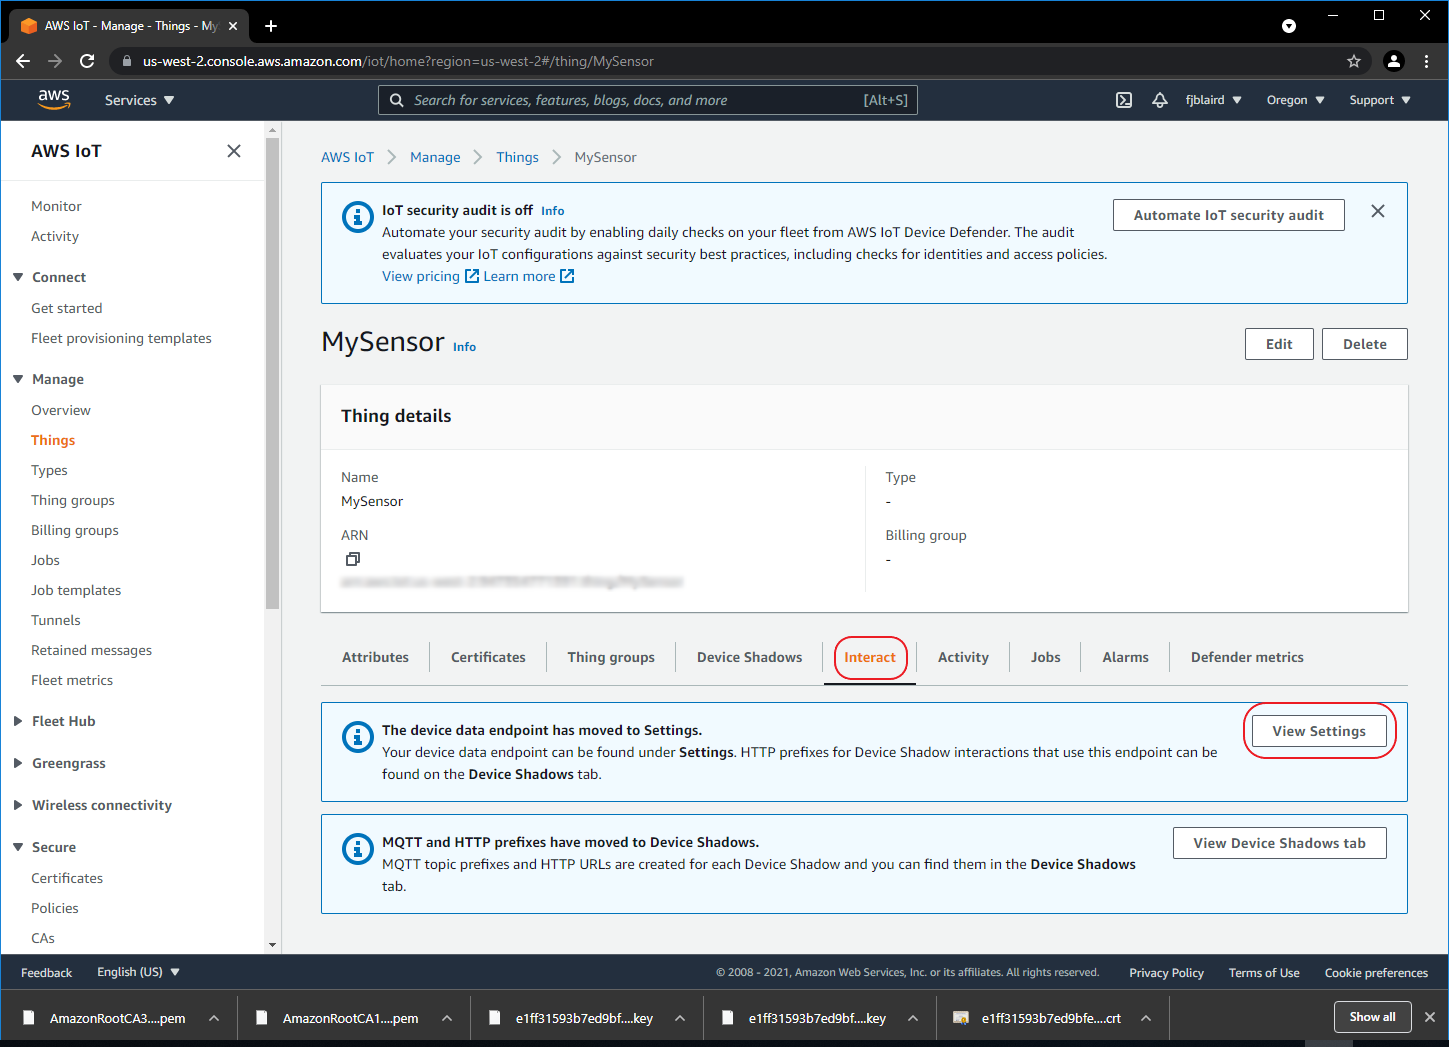 AWS IoT - Manage - Things - My
us-west-2.console.aws.amazon.com/iot/home?region=us-west-2#/thing/MySensor
aws
Services
Search for services, features, blogs, docs, and more
[Alt+S]
fjblaird
Oregon
Support
AWS IoT
Monitor
Activity
Connect
Get started
Fleet provisioning templates
Manage
Overview
Things
Types
Thing groups
Billing groups
Jobs
Job templates
Tunnels
Retained messages
Fleet metrics
Fleet Hub
Greengrass
Wireless connectivity
Secure
Certificates
Policies
CAs
AWS IoT
Manage
Things
MySensor
IoT security audit is off Info
Automate your security audit by enabling daily checks on your fleet from AWS IoT Device Defender. The audit
evaluates your IoT configurations against security best practices, including checks for identities and access policies.
View pricing Learn more
Automate IoT security audit
MySensor Info
Edit
Delete
Thing details
Name
MySensor
ARN
Type
-
Billing group
-
Attributes
Certificates
Thing groups
Device Shadows
Interact
Activity
Jobs
Alarms
Defender metrics
The device data endpoint has moved to Settings.
Your device data endpoint can be found under Settings. HTTP prefixes for Device Shadow interactions that use this endpoint can be
found on the Device Shadows tab.
View Settings
MQTT and HTTP prefixes have moved to Device Shadows.
MQTT topic prefixes and HTTP URLs are created for each Device Shadow and you can find them in the Device Shadows
tab.
View Device Shadows tab
Feedback
English (US)
© 2008 - 2021, Amazon Web Services, Inc. or its affiliates. All rights reserved.
Privacy Policy
Terms of Use
Cookie preferences
AmazonRootCA3....pem
AmazonRootCA1....pem
e1ff31593b7ed9bf....key
e1ff31593b7ed9bf....key
e1ff31593b7ed9bfe....crt
Show all